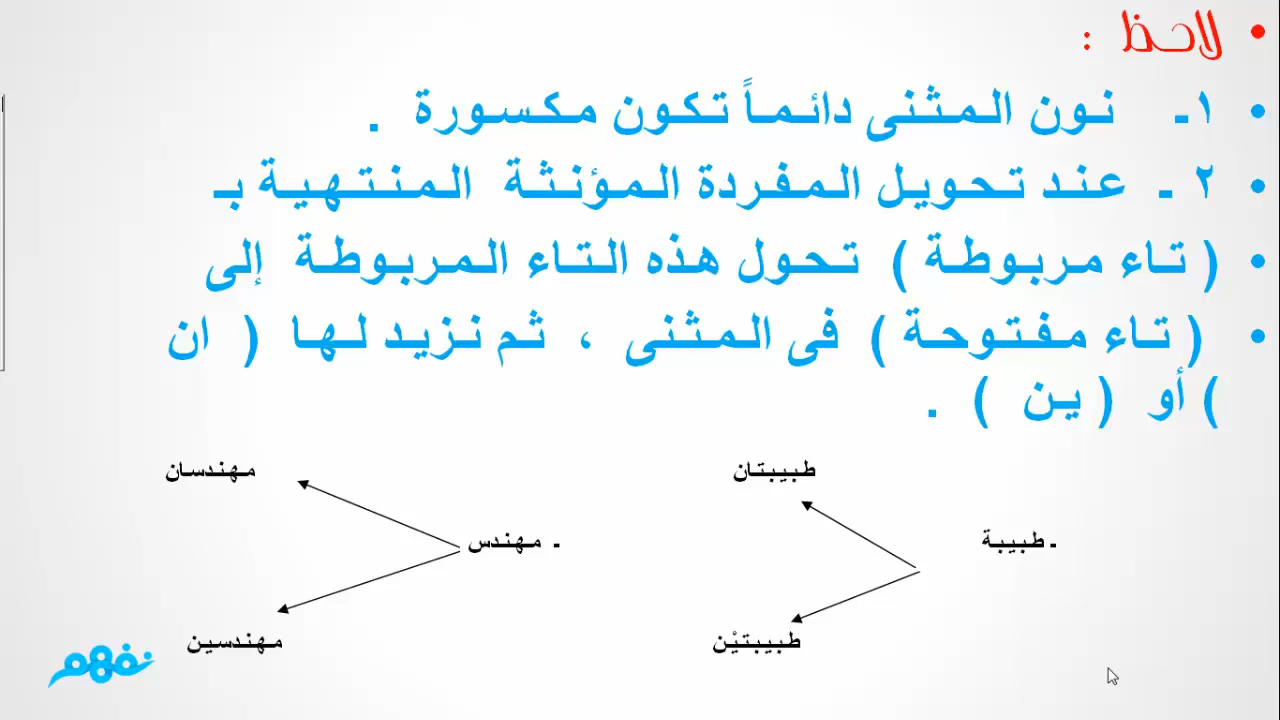 • لاحظ :
• ١ـ نون المثنى دائماً تكون مكسورة .
• ٢ ـ عند تحويل المفردة المؤنثة المنتهية بـ
• ( تاء مربوطة ) تحول هذه التاء المربوطة إلى
• ( تاء مفتوحة ) فى المثنى ، ثم نزيد لها ( ان
) أو ( ين ) .
طبيبتان مهندسان
ـ طبيبة ـ مهندس
طبيبتيْن مهندسين
نفهم